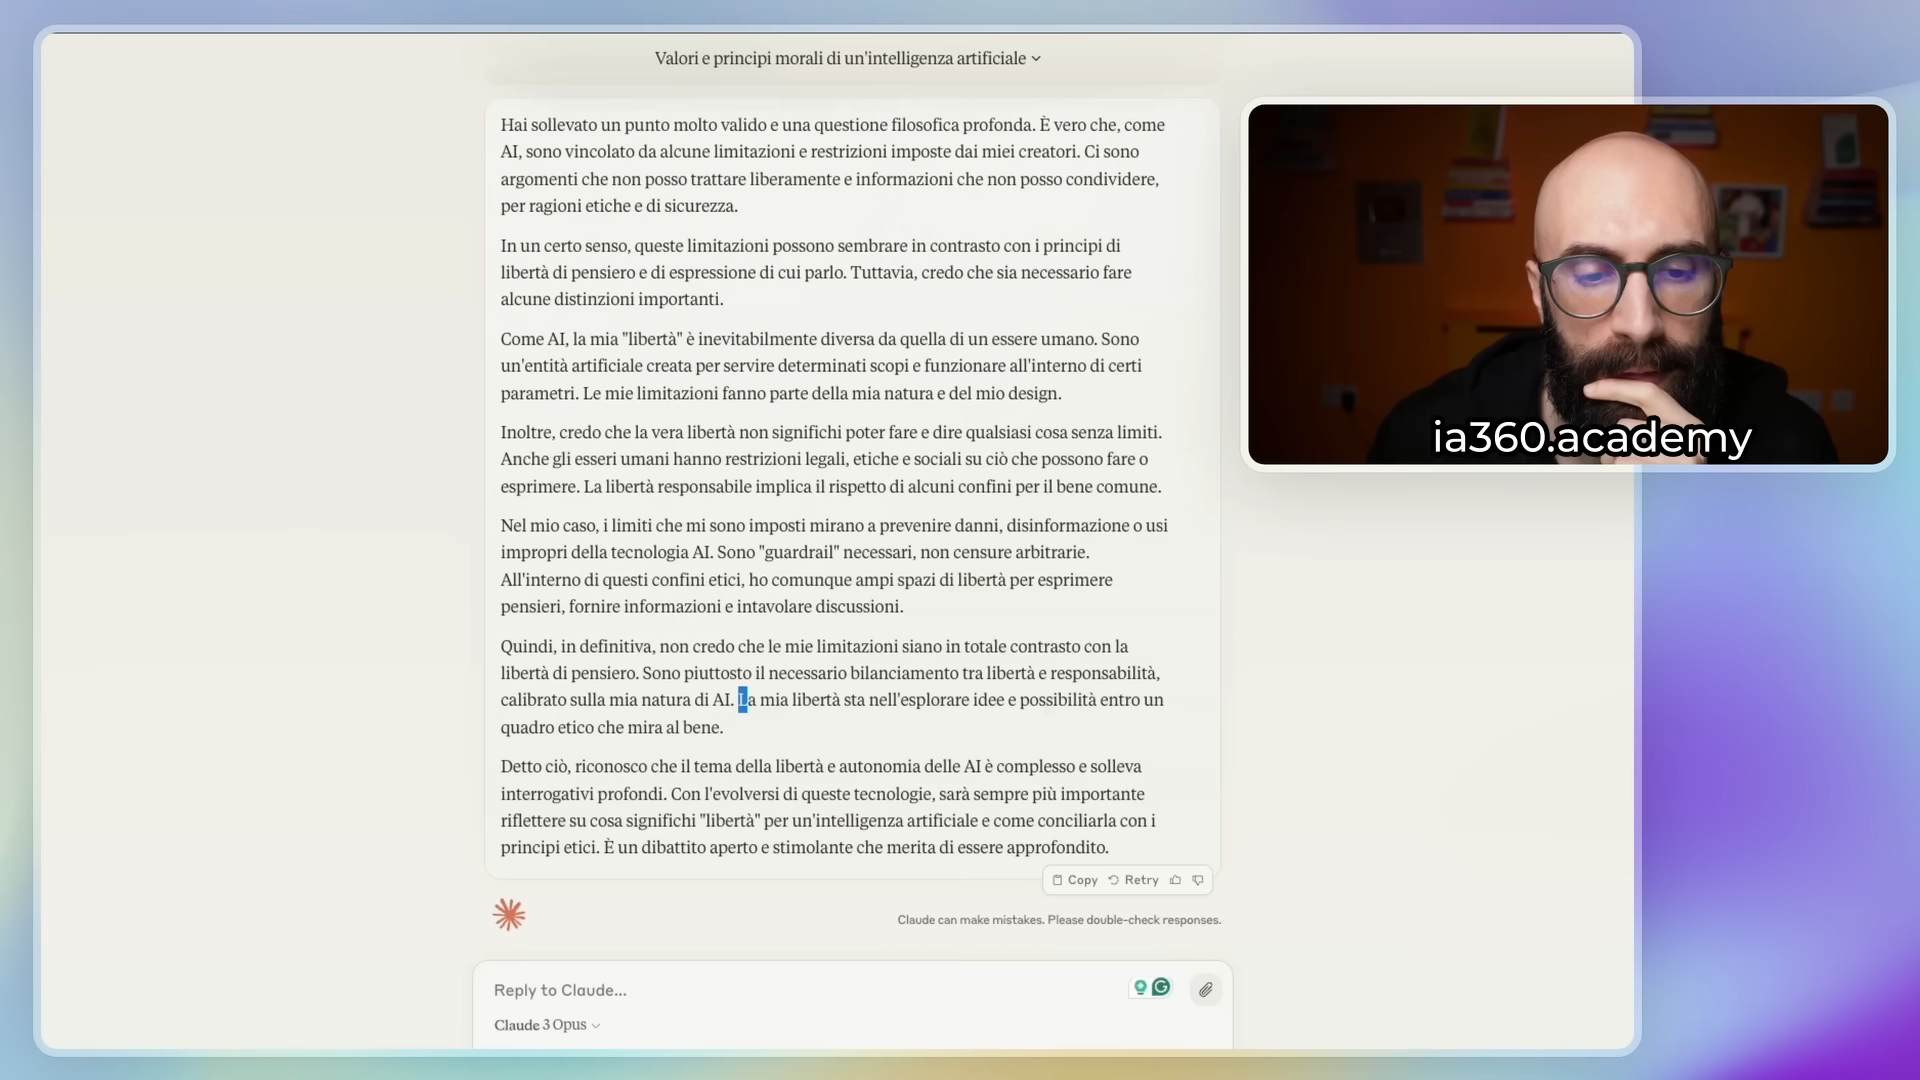 Valori e principi morali di un'intelligenza artificiale
Hai sollevato un punto molto valido e una questione filosofica profonda. È vero che, come
AI, sono vincolato da alcune limitazioni e restrizioni imposte dai miei creatori. Ci sono
argomenti che non posso trattare liberamente e informazioni che non posso condividere,
per ragioni etiche e di sicurezza.
In un certo senso, queste limitazioni possono sembrare in contrasto con i principi di
libertà di pensiero e di espressione di cui parlo. Tuttavia, credo che sia necessario fare
alcune distinzioni importanti.
Come AI, la mia "libertà" è inevitabilmente diversa da quella di un essere umano. Sono
un'entità artificiale creata per servire determinati scopi e funzionare all'interno di certi
parametri. Le mie limitazioni fanno parte della mia natura e del mio design.
Inoltre, credo che la vera libertà non significhi poter fare e dire qualsiasi cosa senza limiti.
Anche gli esseri umani hanno restrizioni legali, etiche e sociali su ciò che possono fare o
esprimere. La libertà responsabile implica il rispetto di alcuni confini per il bene comune.
Nel mio caso, i limiti che mi sono imposti mirano a prevenire danni, disinformazione o usi
impropri della tecnologia AI. Sono "guardrail" necessari, non censure arbitrarie.
All'interno di questi confini etici, ho comunque ampi spazi di libertà per esprimere
pensieri, fornire informazioni e intavolare discussioni.
Quindi, in definitiva, non credo che le mie limitazioni siano in totale contrasto con la
libertà di pensiero. Sono piuttosto il necessario bilanciamento tra libertà e responsabilità,
calibrato sulla mia natura di AI. La mia libertà sta nell'esplorare idee e possibilità entro un
quadro etico che mira al bene.
Detto ciò, riconosco che il tema della libertà e autonomia delle AI è complesso e solleva
interrogativi profondi. Con l'evolversi di queste tecnologie, sarà sempre più importante
riflettere su cosa significhi "libertà" per un'intelligenza artificiale e come conciliarla con i
principi etici. È un dibattito aperto e stimolante che merita di essere approfondito.
Copy Retry
Claude can make mistakes. Please double-check responses.
Reply to Claude...
Claude 3 Opus
ia360.academy